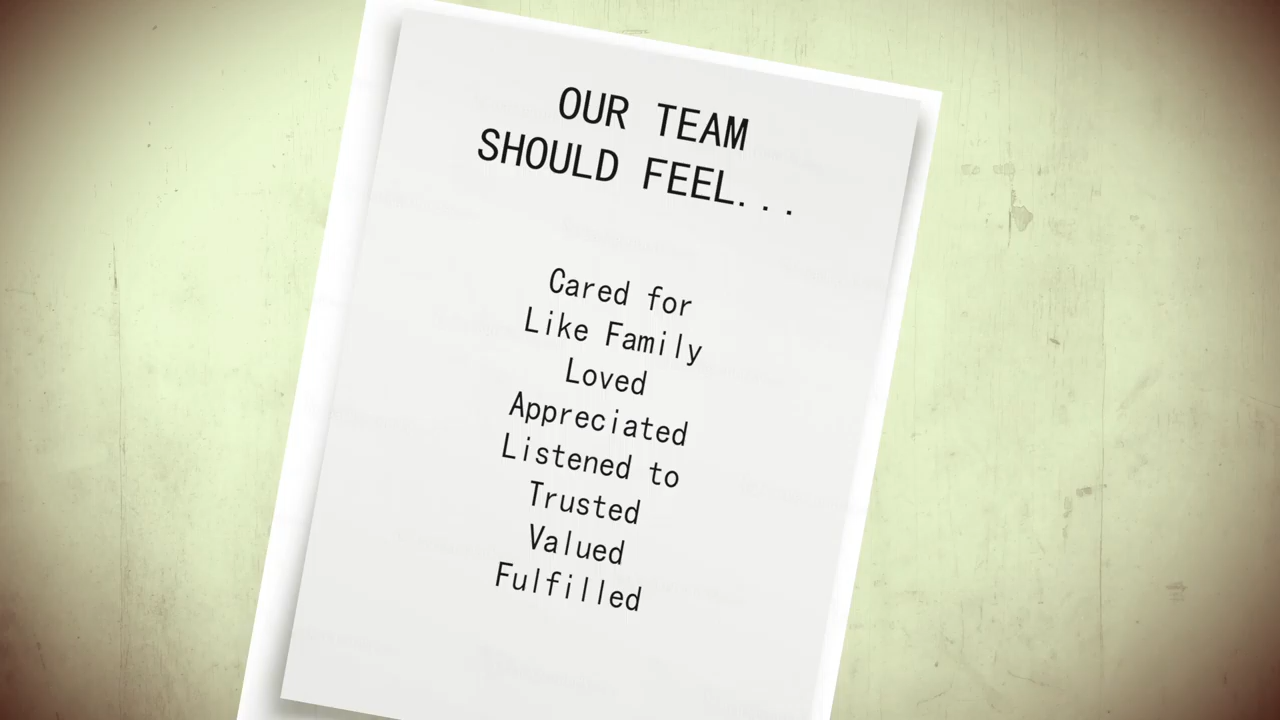 OUR TEAM
SHOULD FEEL...
Cared for
Like Family
Loved
Appreciated
Listened to
Trusted
Valued
Fulfilled